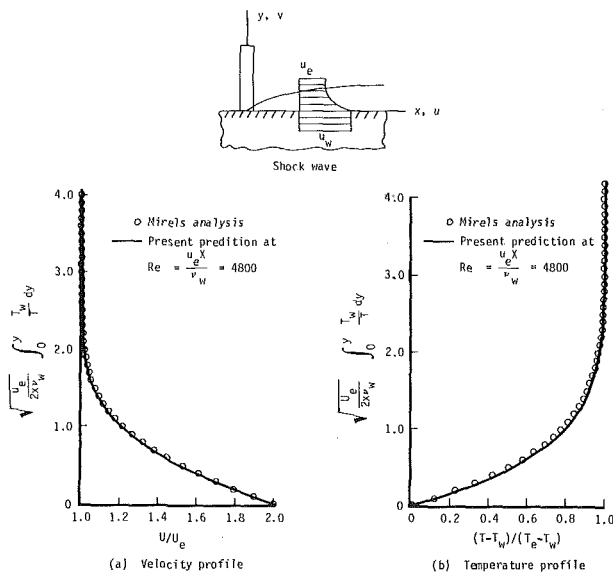 y, v
u_e
x, u
u_w
Shock wave
4.0
3.0
2.0
1.0
0
√(u_e/2xν_w) ∫_0^y T_w/T dy
○ Mirels analysis
— Present predition at
Re = u_e X/ν_w = 4800
1.0 1.2 1.4 1.6 1.8 2.0
U/U_e
(a) Velocity profile
4.0
3.0
2.0
1.0
0
√(U_e/2xν_w) ∫_0^y T_w/T dy
○ Mirels analysis
— Present predition at
Re = u_e X/ν_w = 4800
0 0.2 0.4 0.6 0.8 1.0
(T-T_w)/(T_e-T_w)
(b) Temperature profile